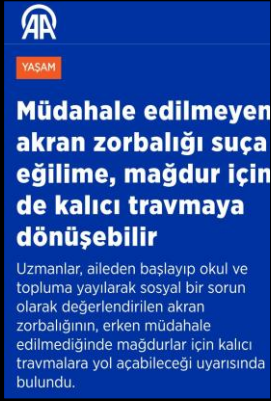 AA
YAŞAM
Müdahale edilmeyen
akran zorbalığı suça
eğilime, mağdur için
de kalıcı travmaya
dönüşebilir
Uzmanlar, aileden başlayıp okul ve
topluma yayılarak sosyal bir sorun
olarak değerlendirilen akran
zorbalığının, erken müdahale
edilmediğinde mağdurlar için kalıcı
travmalara yol açabileceği uyarısında
bulundu.